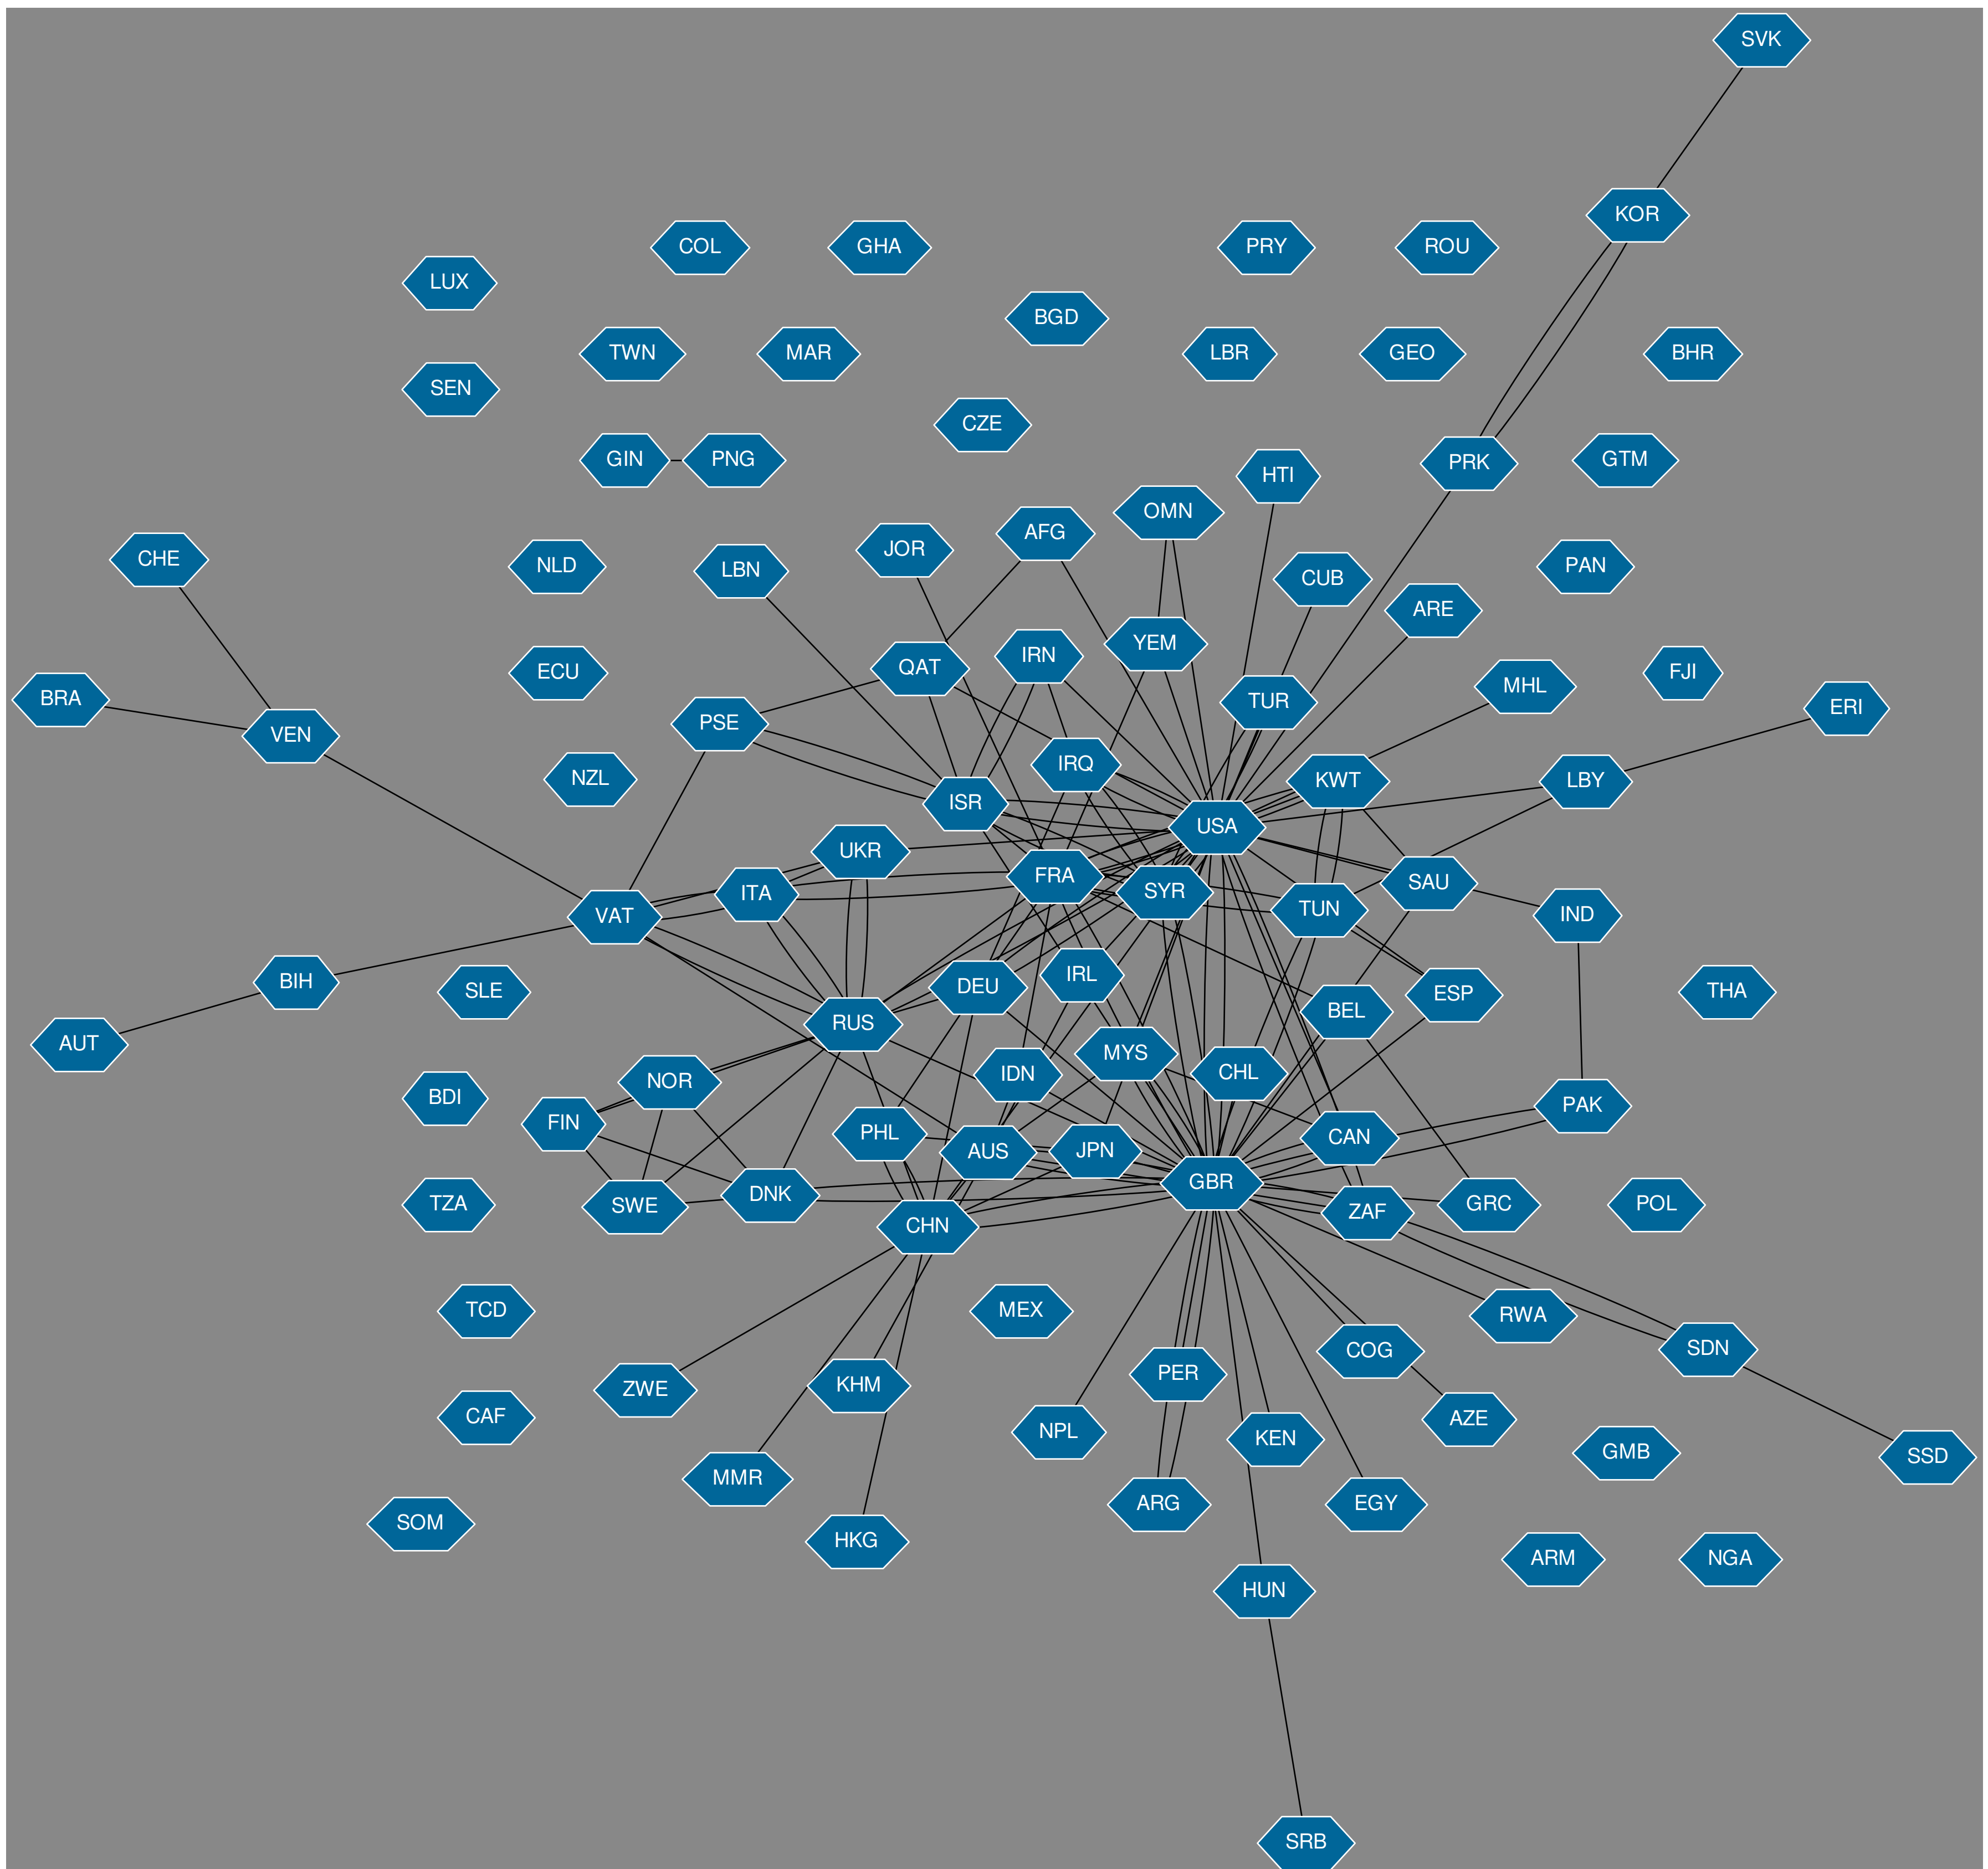 SVK
KOR
COL
GHA
PRY
ROU
LUX
BGD
TWN
MAR
LBR
GEO
BHR
SEN
CZE
GIN
PNG
PRK
GTM
HTI
OMN
AFG
JOR
CHE
NLD
LBN
PAN
CUB
ARE
YEM
IRN
QAT
ECU
FJI
MHL
BRA
TUR
ERI
PSE
VEN
IRQ
NZL
KWT
LBY
ISR
USA
UKR
FRA
SAU
ITA
SYR
TUN
IND
VAT
IRL
BIH
DEU
SLE
THA
ESP
BEL
RUS
AUT
MYS
IDN
CHL
NOR
BDI
PAK
FIN
PHL
CAN
AUS
JPN
GBR
DNK
TZA
SWE
GRC
POL
ZAF
CHN
TCD
MEX
RWA
SDN
COG
PER
KHM
ZWE
CAF
AZE
NPL
KEN
GMB
SSD
MMR
ARG
EGY
SOM
HKG
ARM
NGA
HUN
SRB